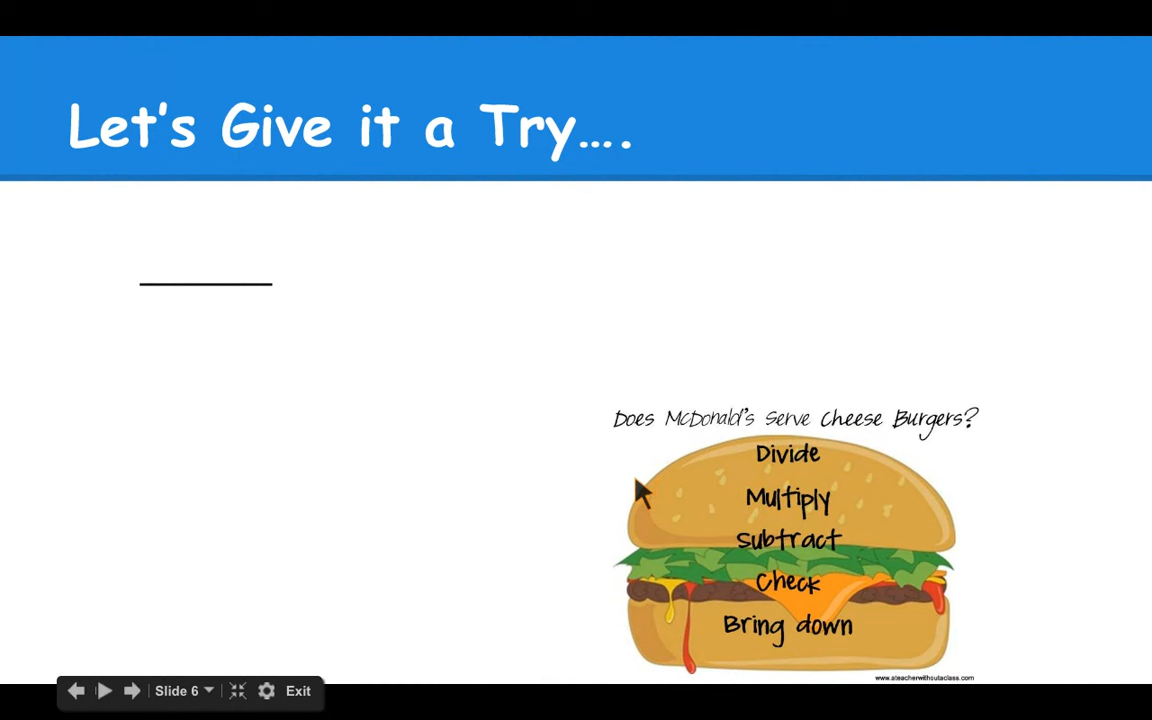 Let's Give it a Try....
Does McDonald's Serve Cheese Burgers?
Divide
Multiply
Subtract
Check
Bring down
www.ateacherwithoutaclass.com
Slide 6
Exit